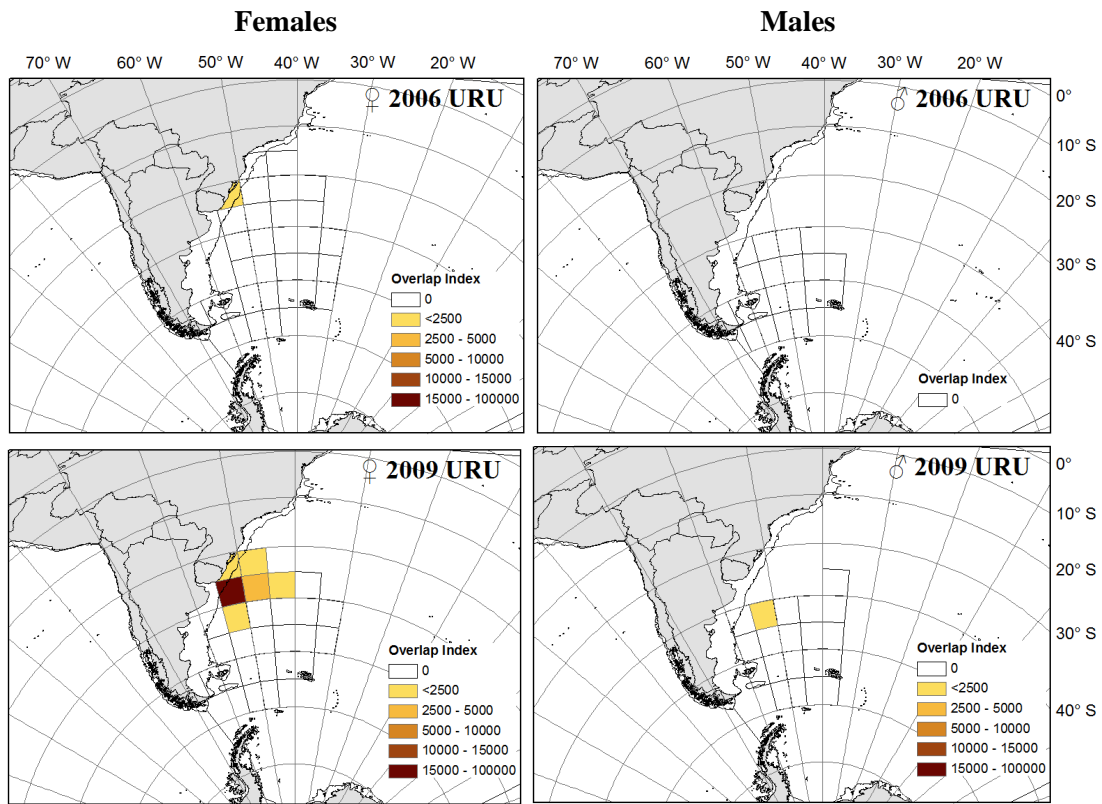 Females
Males
70° W 60° W 50° W 40° W 30° W 20° W
70° W 60° W 50° W 40° W 30° W 20° W
♀ 2006 URU
Overlap Index
0
<2500
2500 - 5000
5000 - 10000
10000 - 15000
15000 - 100000
♂ 2006 URU
Overlap Index
0
0°
10° S
20° S
30° S
40° S
♀ 2009 URU
Overlap Index
0
<2500
2500 - 5000
5000 - 10000
10000 - 15000
15000 - 100000
♂ 2009 URU
Overlap Index
0
<2500
2500 - 5000
5000 - 10000
10000 - 15000
15000 - 100000
0°
10° S
20° S
30° S
40° S